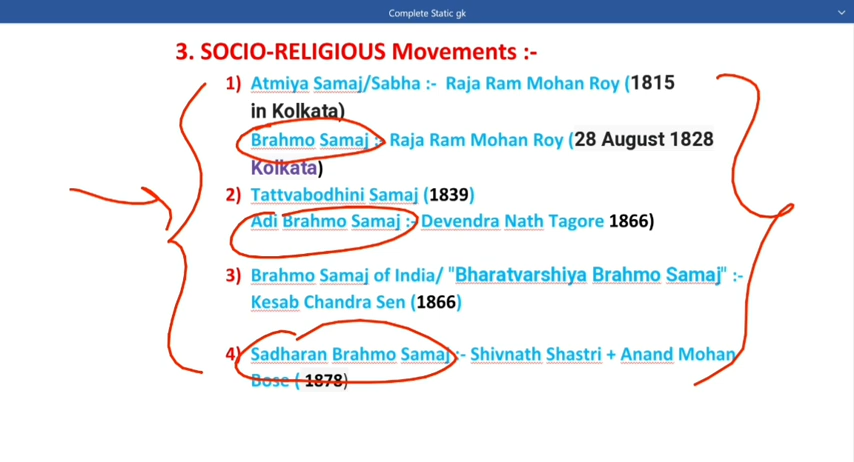 Complete Static gk
3. SOCIO-RELIGIOUS Movements :-
1) Atmiya Samaj/Sabha :- Raja Ram Mohan Roy (1815
in Kolkata)
Brahmo Samaj :- Raja Ram Mohan Roy (28 August 1828
Kolkata)
2) Tattvabodhini Samaj (1839)
Adi Brahmo Samaj :- Devendra Nath Tagore 1866)
3) Brahmo Samaj of India/ "Bharatvarshiya Brahmo Samaj" :-
Kesab Chandra Sen (1866)
4) Sadharan Brahmo Samaj :- Shivnath Shastri + Anand Mohan
Bose ( 1878)